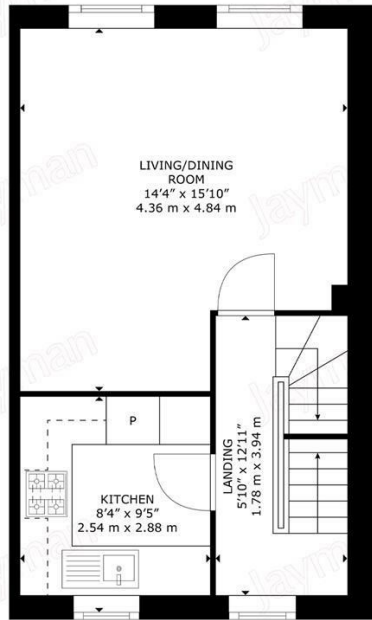 LIVING/DINING
ROOM
14'4" x 15'10"
4.36 m x 4.84 m
P
KITCHEN
8'4" x 9'5"
2.54 m x 2.88 m
LANDING
5'10" x 12'11"
1.78 m x 3.94 m
Jayman